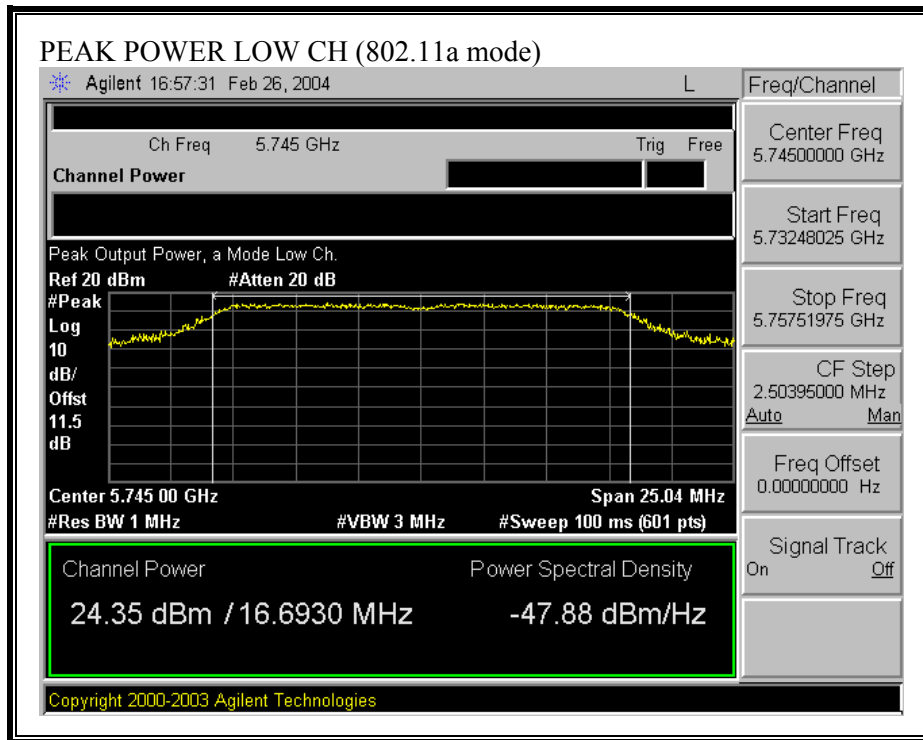 PEAK POWER LOW CH (802.11a mode)
Agilent 16:57:31 Feb 26, 2004 L
Ch Freq 5.745 GHz Trig Free
Channel Power
Peak Output Power, a Mode Low Ch.
Ref 20 dBm #Atten 20 dB
#Peak
Log
10
dB/
Offst
11.5
dB
Center 5.745 00 GHz Span 25.04 MHz
#Res BW 1 MHz #VBW 3 MHz #Sweep 100 ms (601 pts)
Channel Power Power Spectral Density
24.35 dBm / 16.6930 MHz -47.88 dBm/Hz
Copyright 2000-2003 Agilent Technologies
Freq/Channel
Center Freq
5.74500000 GHz
Start Freq
5.73248025 GHz
Stop Freq
5.75751975 GHz
CF Step
2.50395000 MHz
Auto Man
Freq Offset
0.00000000 Hz
Signal Track
On Off